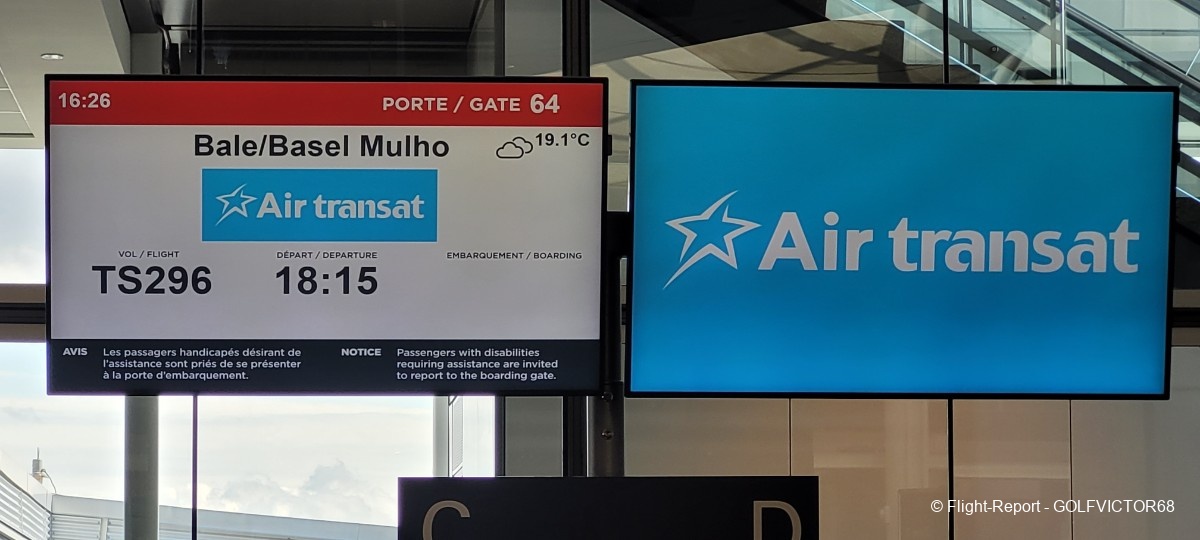 16:26 PORTE / GATE 64
Bale/Basel Mulho 19.1°C
Air transat
VOL / FLIGHT DÉPART / DEPARTURE EMBARQUEMENT / BOARDING
TS296 18:15
AVIS Les passagers handicapés désirant de
l'assistance sont priés de se présenter
à la porte d'embarquement.
NOTICE Passengers with disabilities
requiring assistance are invited
to report to the boarding gate.
Air transat
C D
© Flight-Report - GOLFVICTOR68